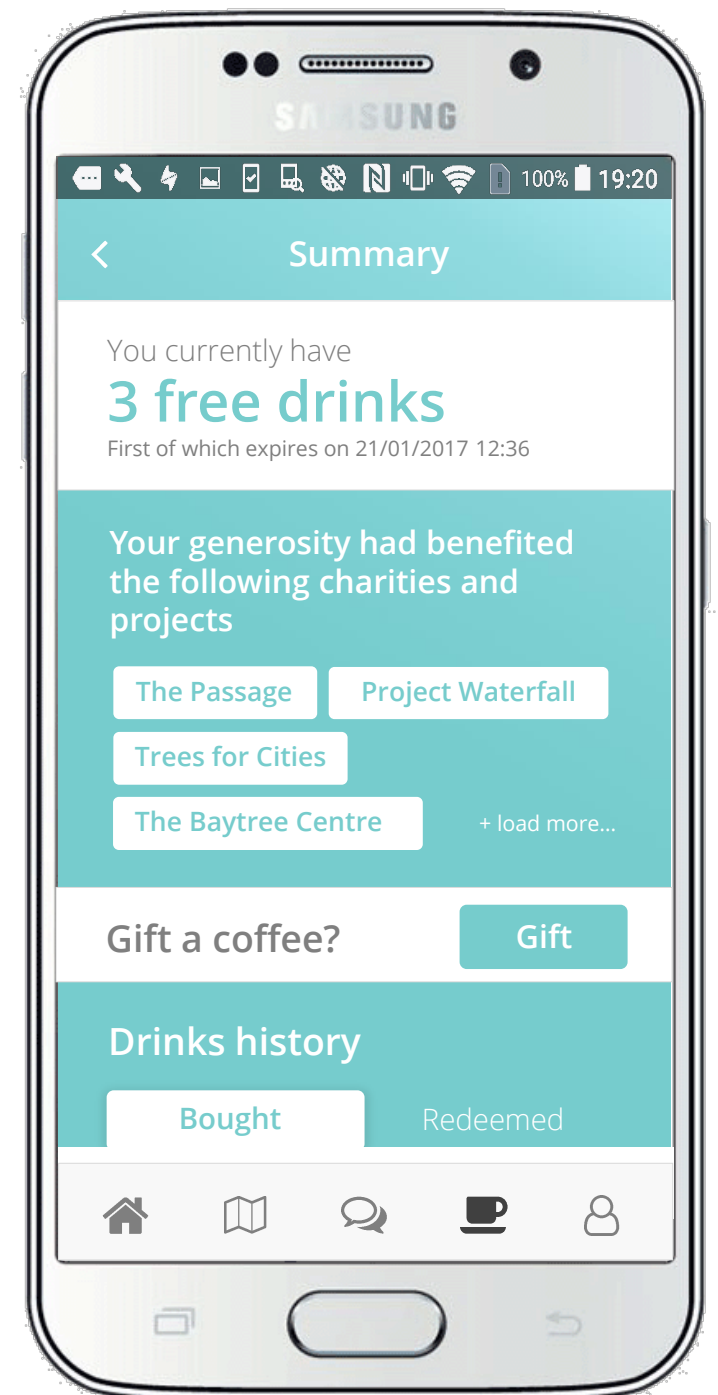 SAMSUNG
100% 19:20
Summary
You currently have
3 free drinks
First of which expires on 21/01/2017 12:36
Your generosity had benefited
the following charities and
projects
The Passage Project Waterfall
Trees for Cities
The Baytree Centre + load more...
Gift a coffee? Gift
Drinks history
Bought Redeemed